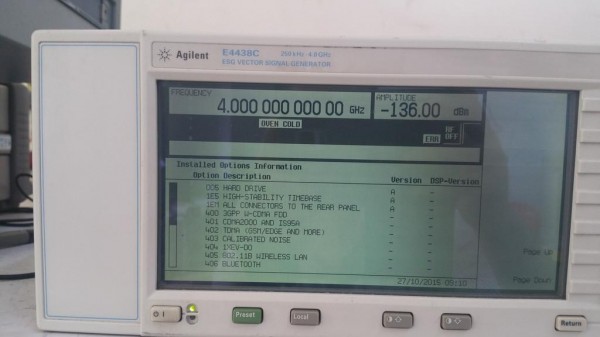 Agilent E4438C 250 kHz - 4.0 GHz
ESG VECTOR SIGNAL GENERATOR
FREQUENCY AMPLITUDE
4.000 000 000 00 GHz -136.00 dBm
OVEN COLD
ERR RF OFF
Installed Options Information
Option Description Version DSP-Version
005 HARD DRIVE - -
1E5 HIGH-STABILITY TIMEBASE A -
1EM ALL CONNECTORS TO THE REAR PANEL A -
400 3GPP W-CDMA FDD - -
401 CDMA2000 AND IS95A - -
402 TDMA (GSM/EDGE AND MORE) - -
403 CALIBRATED NOISE - -
404 1XEV-DO - -
405 802.11B WIRELESS LAN - -
406 BLUETOOTH - -
Page Up
Page Down
27/10/2015 05:10
Preset
Local
Return